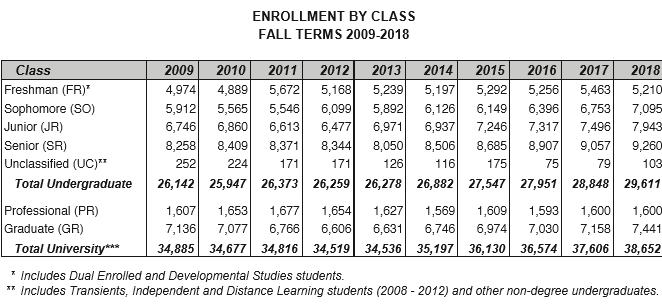 ENROLLMENT BY CLASS
FALL TERMS 2009-2018
Class 2009 2010 2011 2012 2013 2014 2015 2016 2017 2018
Freshman (FR)* 4,974 4,889 5,672 5,168 5,239 5,197 5,292 5,256 5,463 5,210
Sophomore (SO) 5,912 5,565 5,546 6,099 5,892 6,126 6,149 6,396 6,753 7,095
Junior (JR) 6,746 6,860 6,613 6,477 6,971 6,937 7,246 7,317 7,496 7,943
Senior (SR) 8,258 8,409 8,371 8,344 8,050 8,506 8,685 8,907 9,057 9,260
Unclassified (UC)** 252 224 171 171 126 116 175 75 79 103
Total Undergraduate 26,142 25,947 26,373 26,259 26,278 26,882 27,547 27,951 28,848 29,611
Professional (PR) 1,607 1,653 1,677 1,654 1,627 1,569 1,609 1,593 1,600 1,600
Graduate (GR) 7,136 7,077 6,766 6,606 6,631 6,746 6,974 7,030 7,158 7,441
Total University*** 34,885 34,677 34,816 34,519 34,536 35,197 36,130 36,574 37,606 38,652
* Includes Dual Enrolled and Developmental Studies students.
** Includes Transients, Independent and Distance Learning students (2008 - 2012) and other non-degree undergraduates.